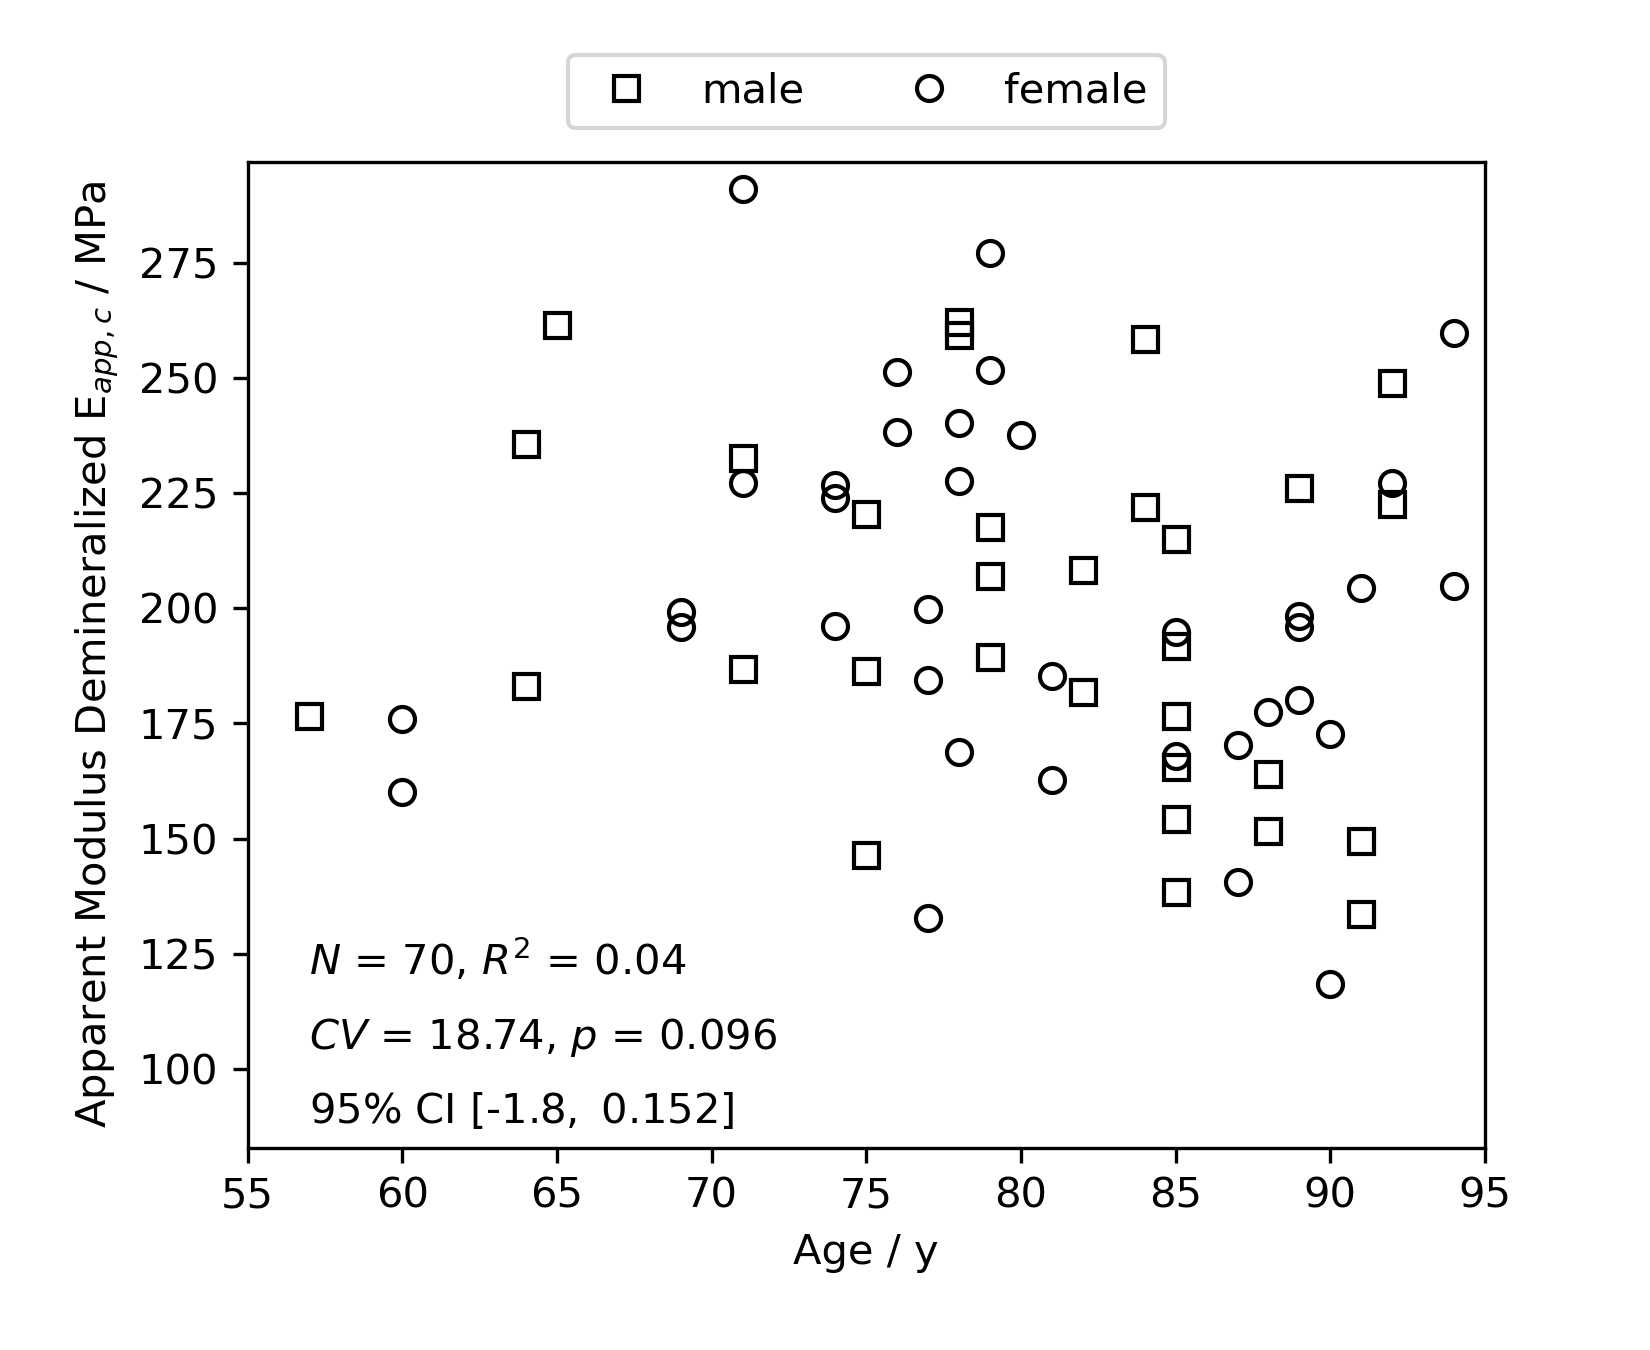 male female
Apparent Modulus Demineralized E_app,c / MPa
275
250
225
200
175
150
125
100
N = 70, R² = 0.04
CV = 18.74, p = 0.096
95% CI [-1.8, 0.152]
55 60 65 70 75 80 85 90 95
Age / y